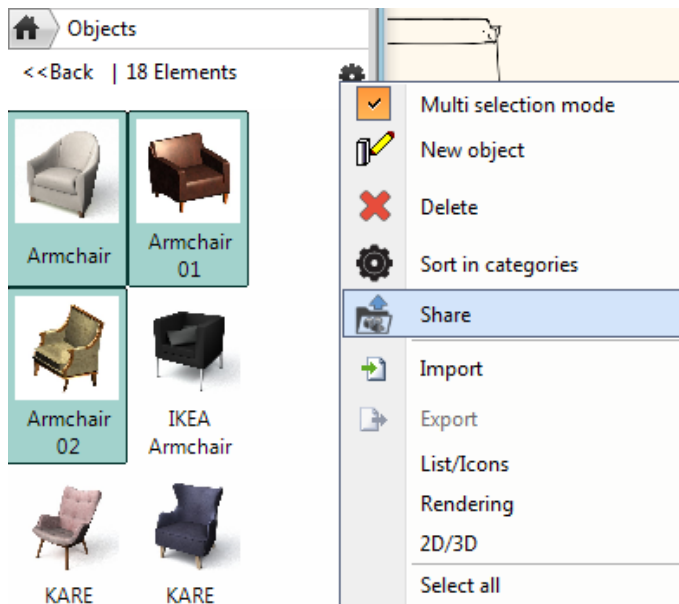 Objects
<<Back | 18 Elements
Armchair
Armchair
01
Armchair
02
IKEA
Armchair
KARE
KARE
Multi selection mode
New object
Delete
Sort in categories
Share
Import
Export
List/Icons
Rendering
2D/3D
Select all